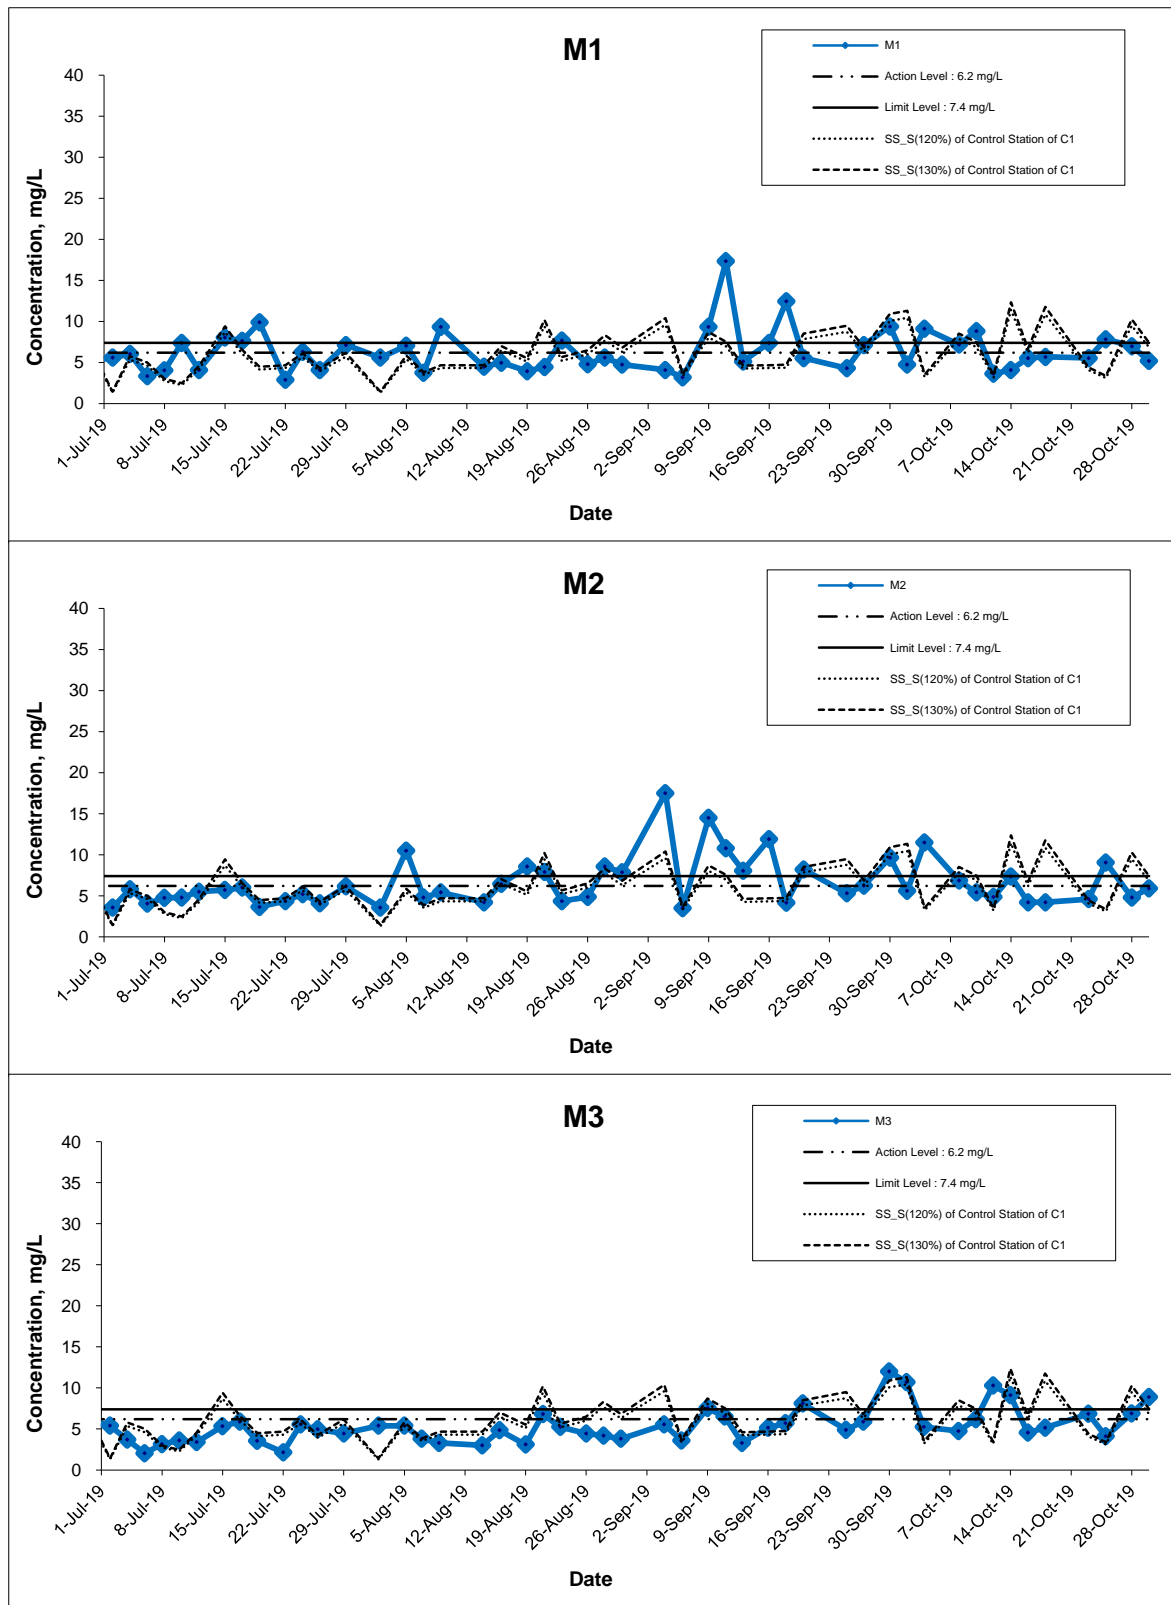 M1
M1
Action Level : 6.2 mg/L
Limit Level : 7.4 mg/L
SS_S(120%) of Control Station of C1
SS_S(130%) of Control Station of C1
Concentration, mg/L
40
35
30
25
20
15
10
5
0
1-Jul-19
8-Jul-19
15-Jul-19
22-Jul-19
29-Jul-19
5-Aug-19
12-Aug-19
19-Aug-19
26-Aug-19
2-Sep-19
9-Sep-19
16-Sep-19
23-Sep-19
30-Sep-19
7-Oct-19
14-Oct-19
21-Oct-19
28-Oct-19
Date
M2
M2
Action Level : 6.2 mg/L
Limit Level : 7.4 mg/L
SS_S(120%) of Control Station of C1
SS_S(130%) of Control Station of C1
Concentration, mg/L
40
35
30
25
20
15
10
5
0
1-Jul-19
8-Jul-19
15-Jul-19
22-Jul-19
29-Jul-19
5-Aug-19
12-Aug-19
19-Aug-19
26-Aug-19
2-Sep-19
9-Sep-19
16-Sep-19
23-Sep-19
30-Sep-19
7-Oct-19
14-Oct-19
21-Oct-19
28-Oct-19
Date
M3
M3
Action Level : 6.2 mg/L
Limit Level : 7.4 mg/L
SS_S(120%) of Control Station of C1
SS_S(130%) of Control Station of C1
Concentration, mg/L
40
35
30
25
20
15
10
5
0
1-Jul-19
8-Jul-19
15-Jul-19
22-Jul-19
29-Jul-19
5-Aug-19
12-Aug-19
19-Aug-19
26-Aug-19
2-Sep-19
9-Sep-19
16-Sep-19
23-Sep-19
30-Sep-19
7-Oct-19
14-Oct-19
21-Oct-19
28-Oct-19
Date